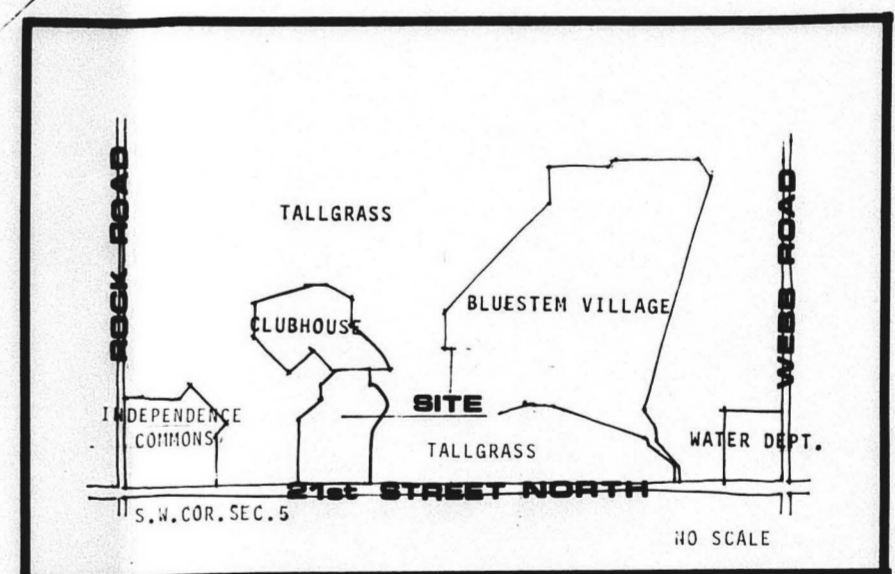 TALLGRASS
ROCK ROAD
WEBB ROAD
CLUBHOUSE
BLUESTEM VILLAGE
INDEPENDENCE
COMMONS
SITE
TALLGRASS
WATER DEPT.
21st STREET NORTH
S.W.COR.SEC.5
NO SCALE